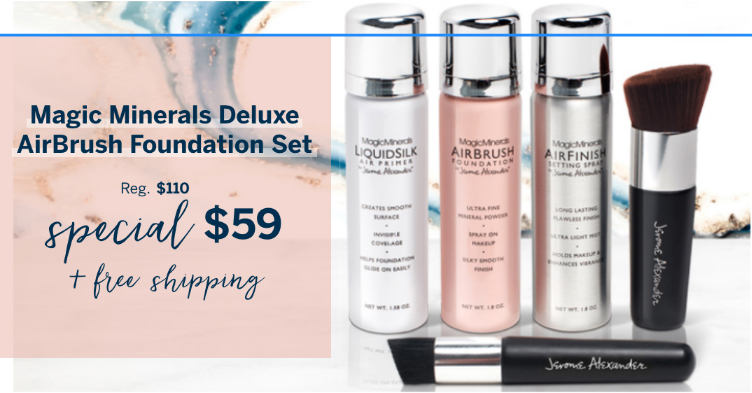 Magic Minerals Deluxe
AirBrush Foundation Set
Reg. $110
special $59
+ free shipping
MagicMinerals
LIQUIDSILK
AIR PRIMER
by Jerome Alexander
CREATES SMOOTH
SURFACE
INVISIBLE
COVERAGE
HELPS FOUNDATION
GLIDE ON EASILY
NET WT. 1.58 OZ.
MagicMinerals
AIRBRUSH
FOUNDATION
by Jerome Alexander
ULTRA FINE
MINERAL POWDER
SPRAY ON
MAKEUP
SILKY SMOOTH
FINISH
NET WT. 1.8 OZ.
MagicMinerals
AIRFINISH
SETTING SPRAY
by Jerome Alexander
LONG LASTING
FLAWLESS FINISH
ULTRA LIGHT MIST
HOLDS MAKEUP &
ENHANCES VIBRANCY
NET WT. 1.8 OZ.
Jerome Alexander
Jerome Alexander